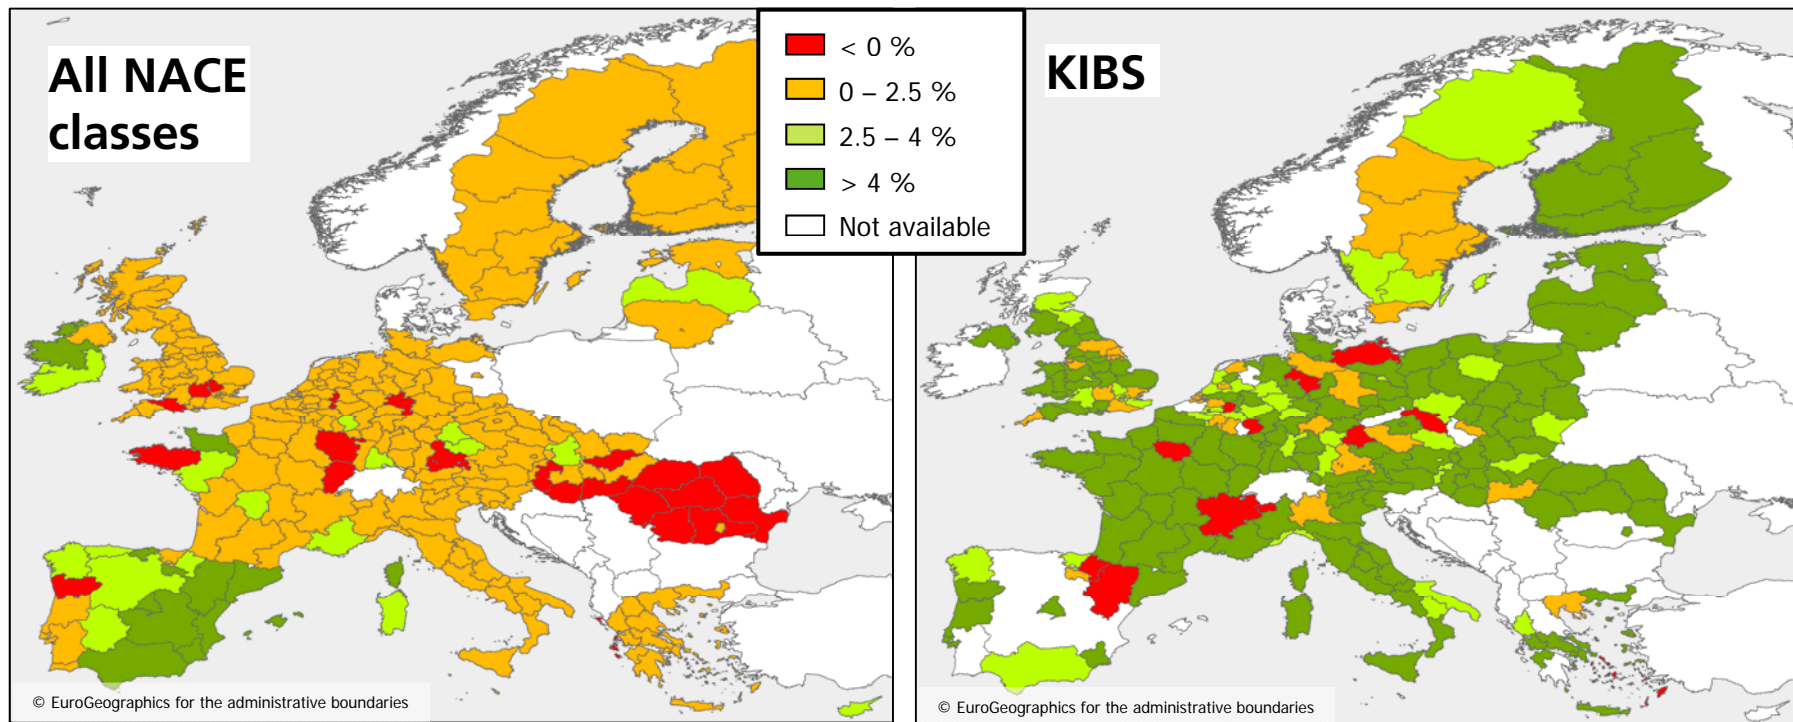 All NACE
classes
< 0 %
0 – 2.5 %
2.5 – 4 %
> 4 %
Not available
KIBS
© EuroGeographics for the administrative boundaries
© EuroGeographics for the administrative boundaries